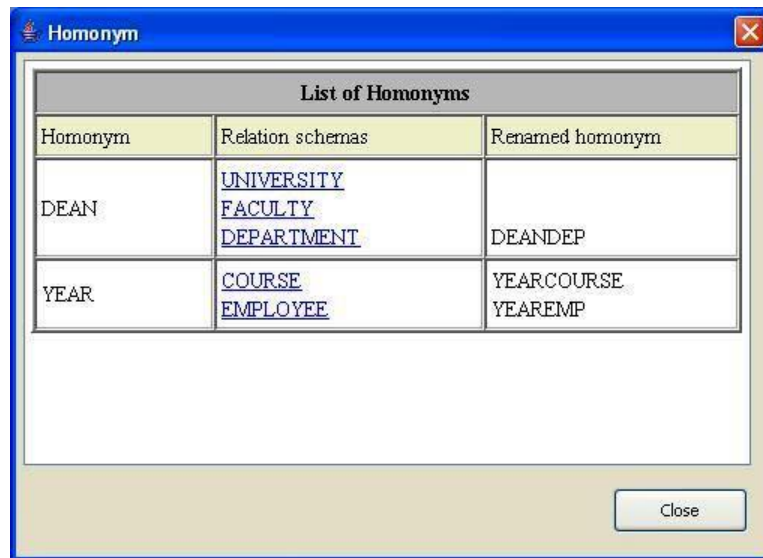 Homonym
List of Homonyms
Homonym Relation schemas Renamed homonym
DEAN
UNIVERSITY
FACULTY
DEPARTMENT DEANDEP
YEAR
COURSE YEARCOURSE
EMPLOYEE YEAREMP
Close